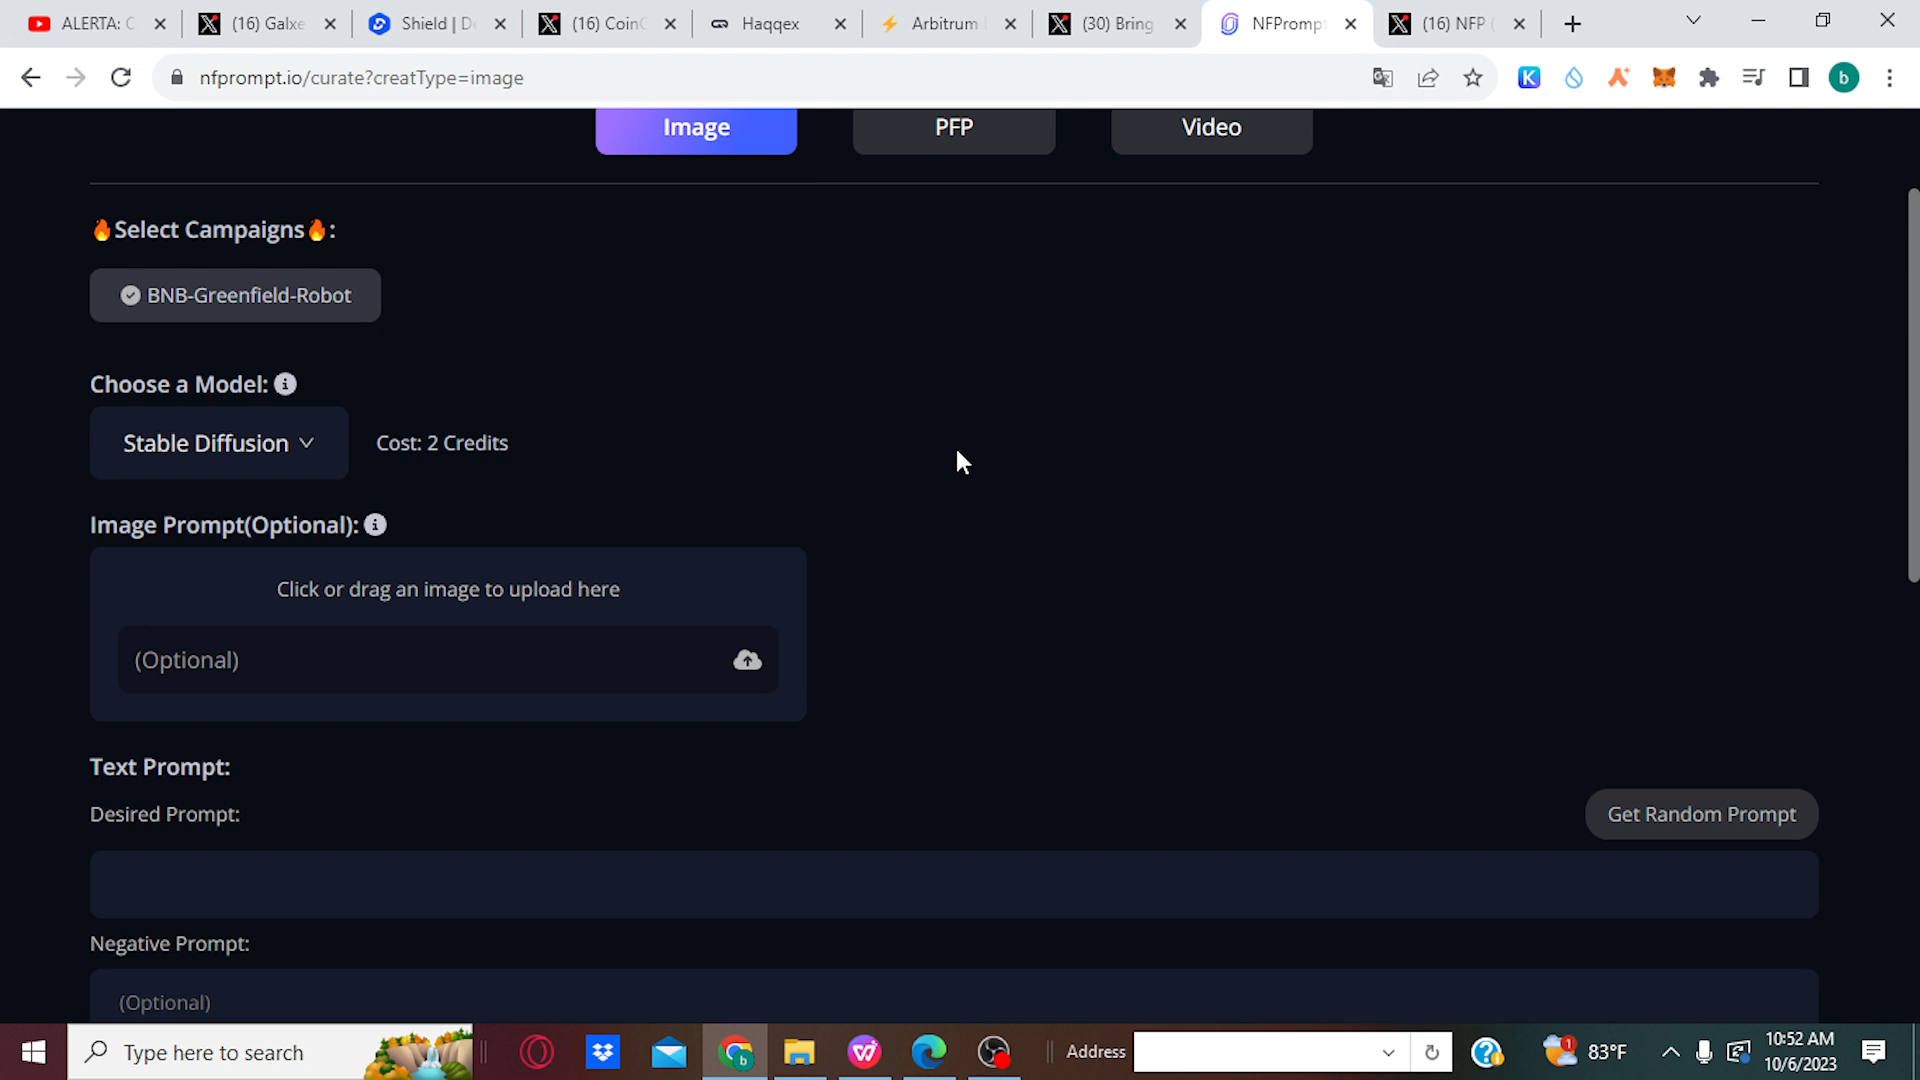 ALERTA: C
(16) Galxe
Shield | De
(16) CoinG
Haqqex
Arbitrum
(30) Bring
NFPrompt
(16) NFP (
nfprompt.io/curate?creatType=image
b
Image
PFP
Video
🔥Select Campaigns🔥:
BNB-Greenfield-Robot
Choose a Model:
Stable Diffusion
Cost: 2 Credits
Image Prompt(Optional):
Click or drag an image to upload here
(Optional)
Text Prompt:
Desired Prompt:
Get Random Prompt
Negative Prompt:
(Optional)
Type here to search
Address
1
83°F
10:52 AM
10/6/2023